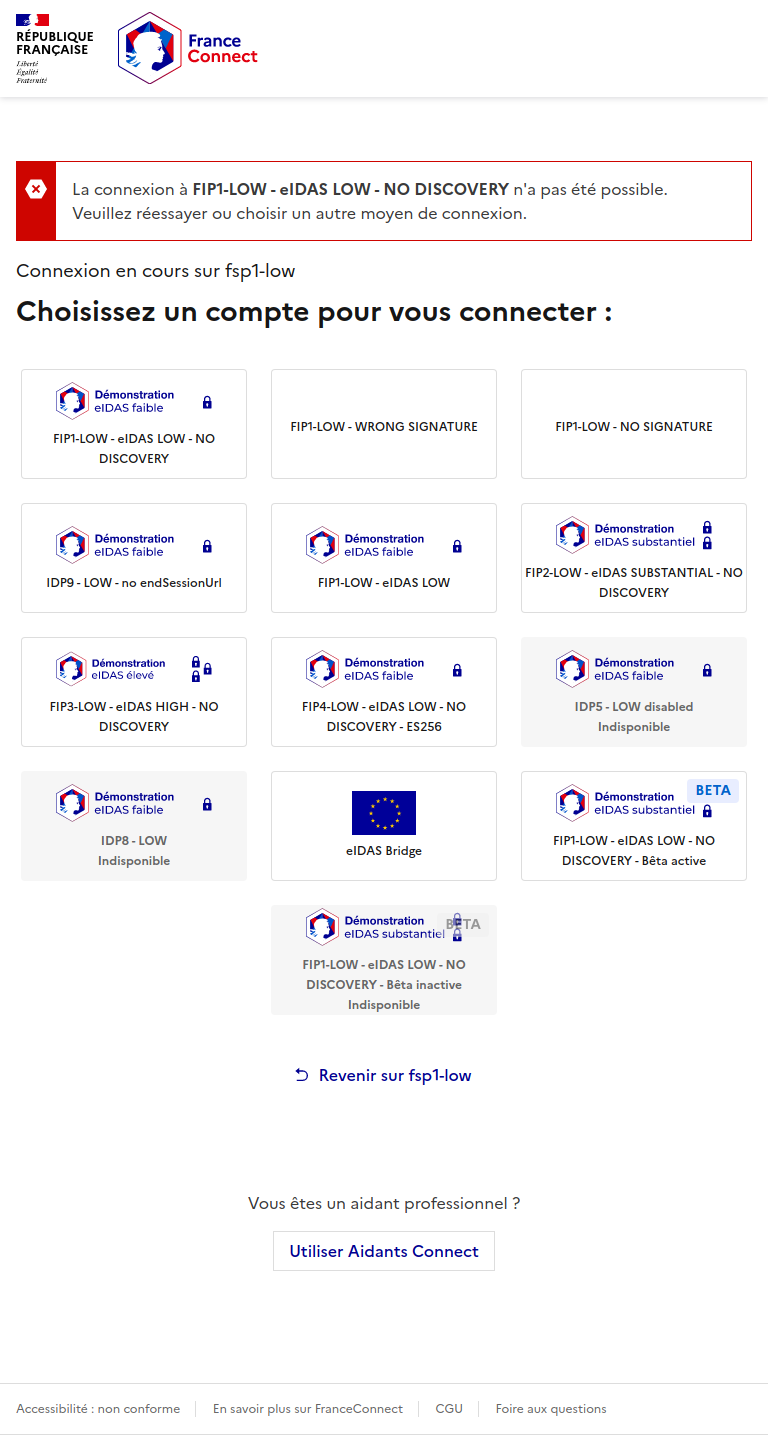 RÉPUBLIQUE
FRANÇAISE
Liberté
Égalité
Fraternité
France
Connect
La connexion à FIP1-LOW - eIDAS LOW - NO DISCOVERY n'a pas été possible.
Veuillez réessayer ou choisir un autre moyen de connexion.
Connexion en cours sur fsp1-low
Choisissez un compte pour vous connecter :
Démonstration
eIDAS faible
FIP1-LOW - eIDAS LOW - NO
DISCOVERY
FIP1-LOW - WRONG SIGNATURE
FIP1-LOW - NO SIGNATURE
Démonstration
eIDAS faible
IDP9 - LOW - no endSessionUrl
Démonstration
eIDAS faible
FIP1-LOW - eIDAS LOW
Démonstration
eIDAS substantiel
FIP2-LOW - eIDAS SUBSTANTIAL - NO
DISCOVERY
Démonstration
eIDAS élevé
FIP3-LOW - eIDAS HIGH - NO
DISCOVERY
Démonstration
eIDAS faible
FIP4-LOW - eIDAS LOW - NO
DISCOVERY - ES256
Démonstration
eIDAS faible
IDP5 - LOW disabled
Indisponible
Démonstration
eIDAS faible
IDP8 - LOW
Indisponible
eIDAS Bridge
BETA
Démonstration
eIDAS substantiel
FIP1-LOW - eIDAS LOW - NO
DISCOVERY - Bêta active
BETA
Démonstration
eIDAS substantiel
FIP1-LOW - eIDAS LOW - NO
DISCOVERY - Bêta inactive
Indisponible
Revenir sur fsp1-low
Vous êtes un aidant professionnel ?
Utiliser Aidants Connect
Accessibilité : non conforme
En savoir plus sur FranceConnect
CGU
Foire aux questions